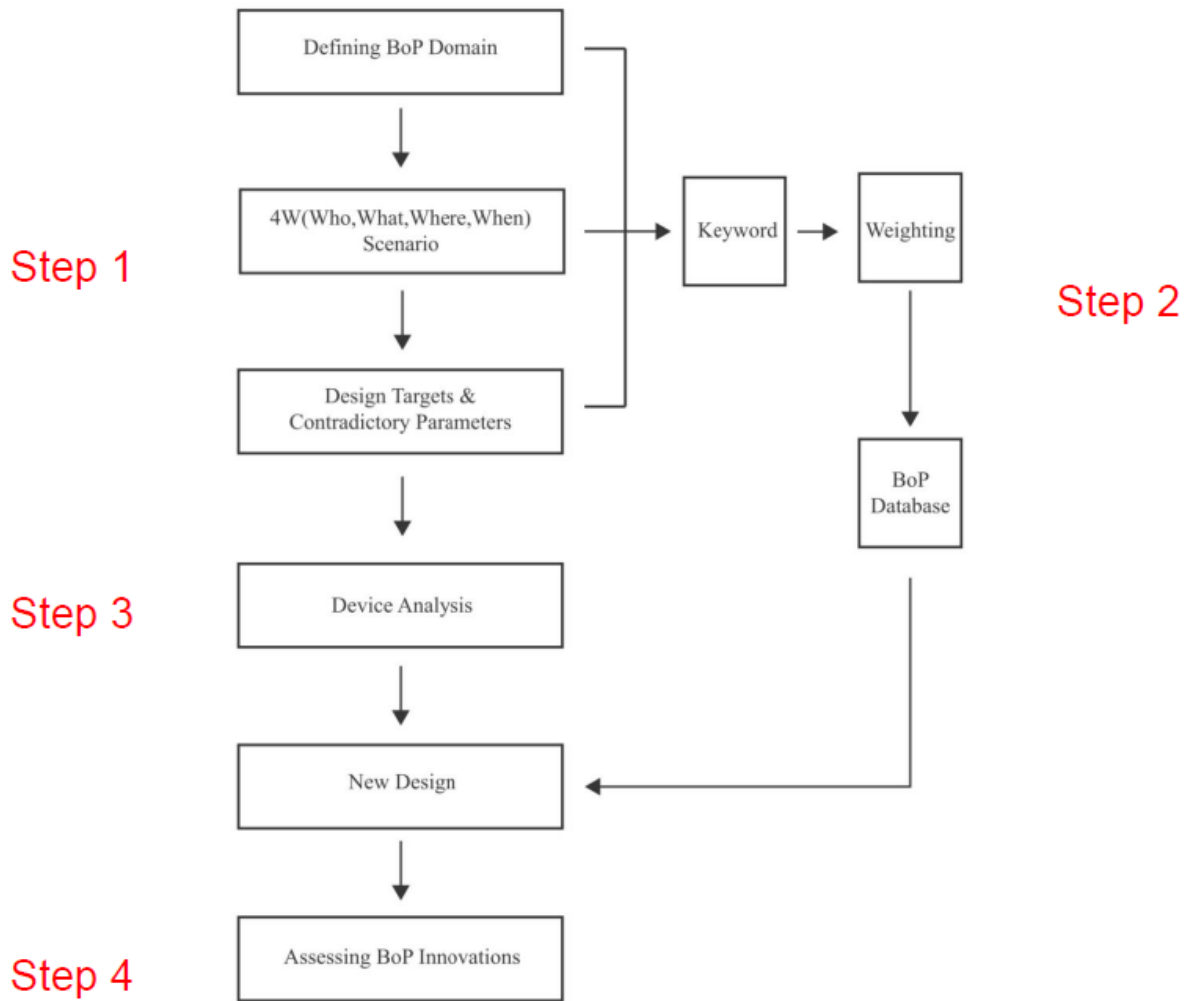 Defining BoP Domain
4W(Who,What,Where,When)
Scenario
Keyword
Weighting
Step 1
Step 2
Design Targets &
Contradictory Parameters
BoP
Database
Step 3
Device Analysis
New Design
Assessing BoP Innovations
Step 4